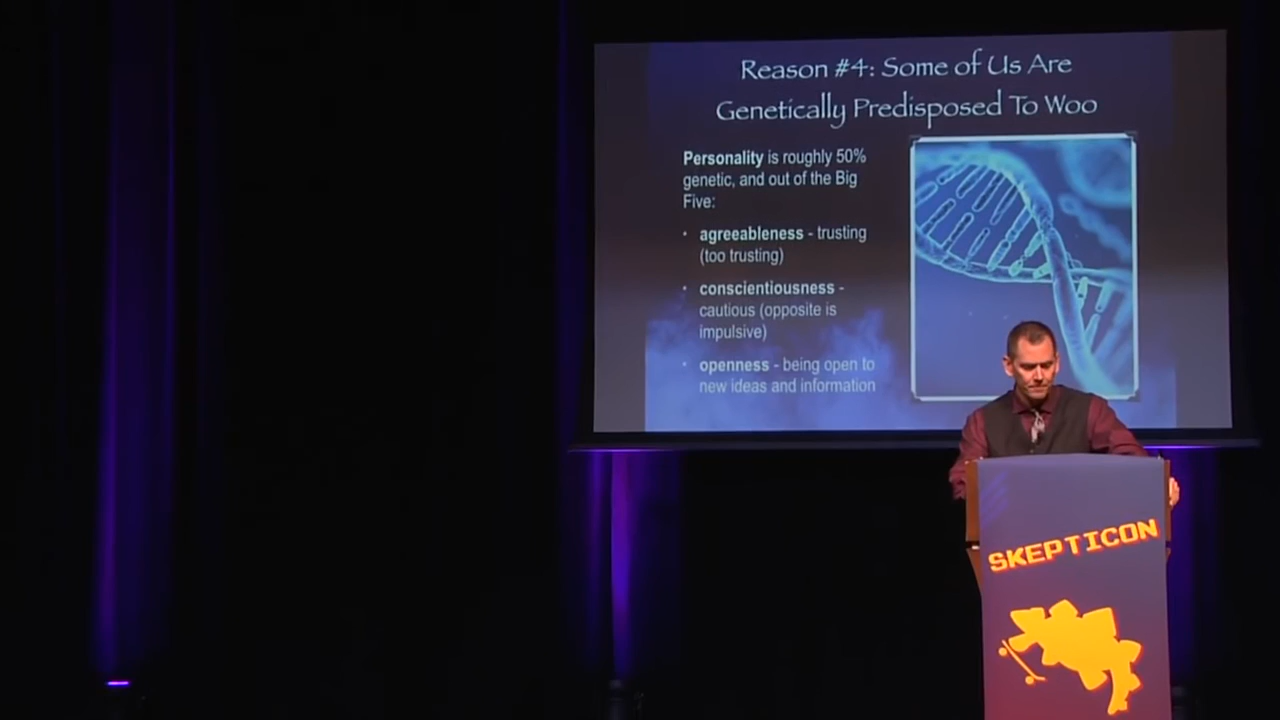 Reason #4: Some of Us Are
Genetically Predisposed To Woo
Personality is roughly 50%
genetic, and out of the Big
Five:
· agreeableness - trusting
(too trusting)
· conscientiousness -
cautious (opposite is
impulsive)
· openness - being open to
new ideas and information
SKEPTICON